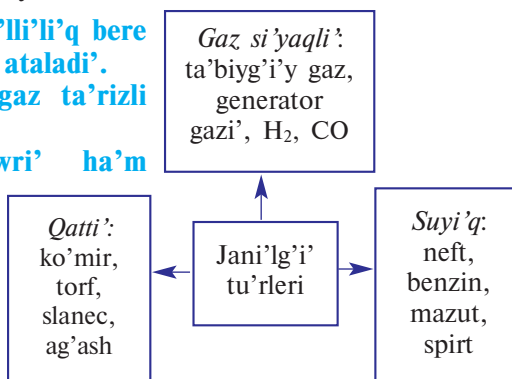 'lli'li'q bere
ataladi'.
gaz ta'rizli
wri' ha'm
Gaz si'yaqli':
ta'biyg'i'y gaz,
generator
gazi', H₂, CO
Qatti':
ko'mir,
torf,
slanec,
ag'ash
Jani'lg'i'
tu'rleri
Suyi'q:
neft,
benzin,
mazut,
spirt